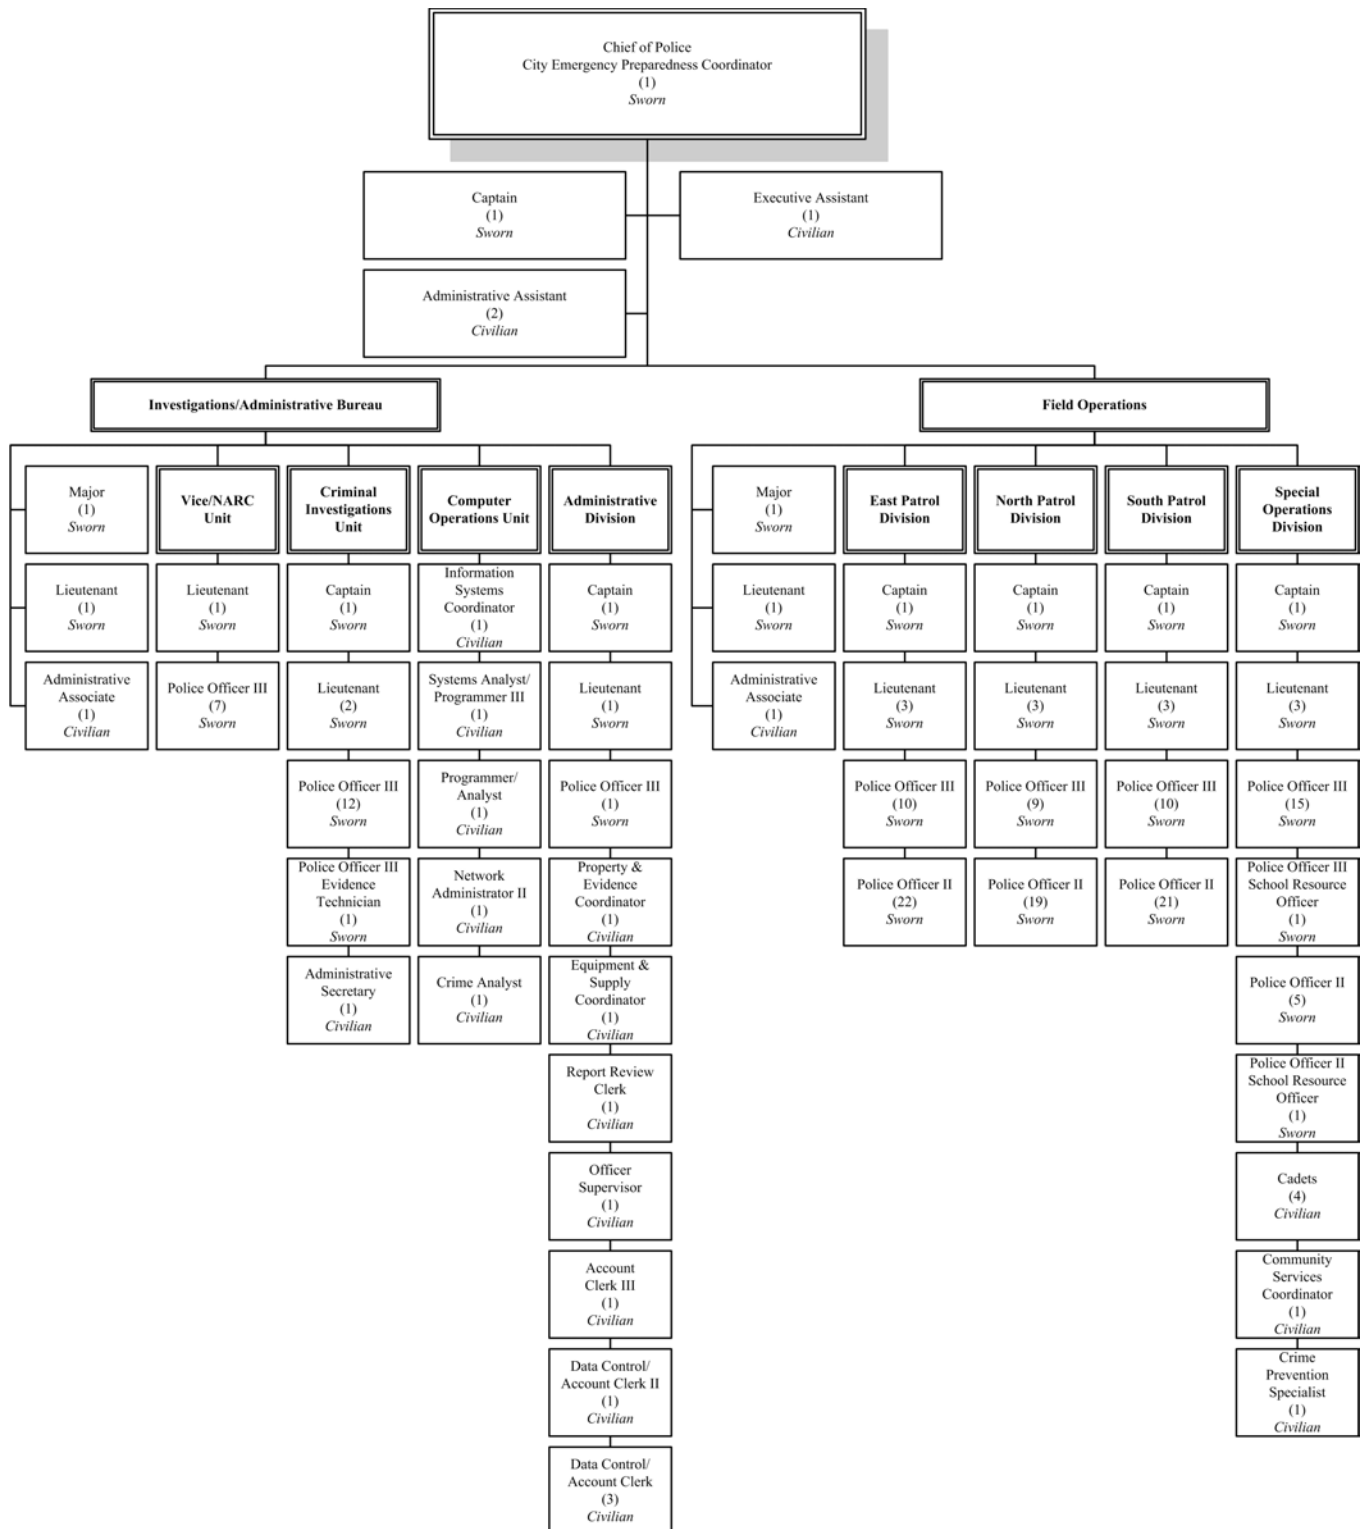 Chief of Police
City Emergency Preparedness Coordinator
(1)
Sworn
Captain
(1)
Sworn
Executive Assistant
(1)
Civilian
Administrative Assistant
(2)
Civilian
Investigations/Administrative Bureau
Major
(1)
Sworn
Lieutenant
(1)
Sworn
Administrative
Associate
(1)
Civilian
Vice/NARC
Unit
Lieutenant
(1)
Sworn
Police Officer III
(7)
Sworn
Criminal
Investigations
Unit
Captain
(1)
Sworn
Lieutenant
(2)
Sworn
Police Officer III
(12)
Sworn
Police Officer III
Evidence
Technician
(1)
Sworn
Administrative
Secretary
(1)
Civilian
Computer
Operations Unit
Information
Systems
Coordinator
(1)
Civilian
Systems Analyst/
Programmer III
(1)
Civilian
Programmer/
Analyst
(1)
Civilian
Network
Administrator II
(1)
Civilian
Crime Analyst
(1)
Civilian
Administrative
Division
Captain
(1)
Sworn
Lieutenant
(1)
Sworn
Police Officer III
(1)
Sworn
Property &
Evidence
Coordinator
(1)
Civilian
Equipment &
Supply
Coordinator
(1)
Civilian
Report Review
Clerk
(1)
Civilian
Officer
Supervisor
(1)
Civilian
Account
Clerk III
(1)
Civilian
Data Control/
Account Clerk II
(1)
Civilian
Data Control/
Account Clerk
(3)
Civilian
Field Operations
Major
(1)
Sworn
Lieutenant
(1)
Sworn
Administrative
Associate
(1)
Civilian
East Patrol
Division
Captain
(1)
Sworn
Lieutenant
(3)
Sworn
Police Officer III
(10)
Sworn
Police Officer II
(22)
Sworn
North Patrol
Division
Captain
(1)
Sworn
Lieutenant
(3)
Sworn
Police Officer III
(9)
Sworn
Police Officer II
(19)
Sworn
South Patrol
Division
Captain
(1)
Sworn
Lieutenant
(3)
Sworn
Police Officer III
(10)
Sworn
Police Officer II
(21)
Sworn
Special
Operations
Division
Captain
(1)
Sworn
Lieutenant
(3)
Sworn
Police Officer III
(15)
Sworn
Police Officer III
School Resource
Officer
(1)
Sworn
Police Officer II
(5)
Sworn
Police Officer II
School Resource
Officer
(1)
Sworn
Cadets
(4)
Civilian
Community
Services
Coordinator
(1)
Civilian
Crime
Prevention
Specialist
(1)
Civilian